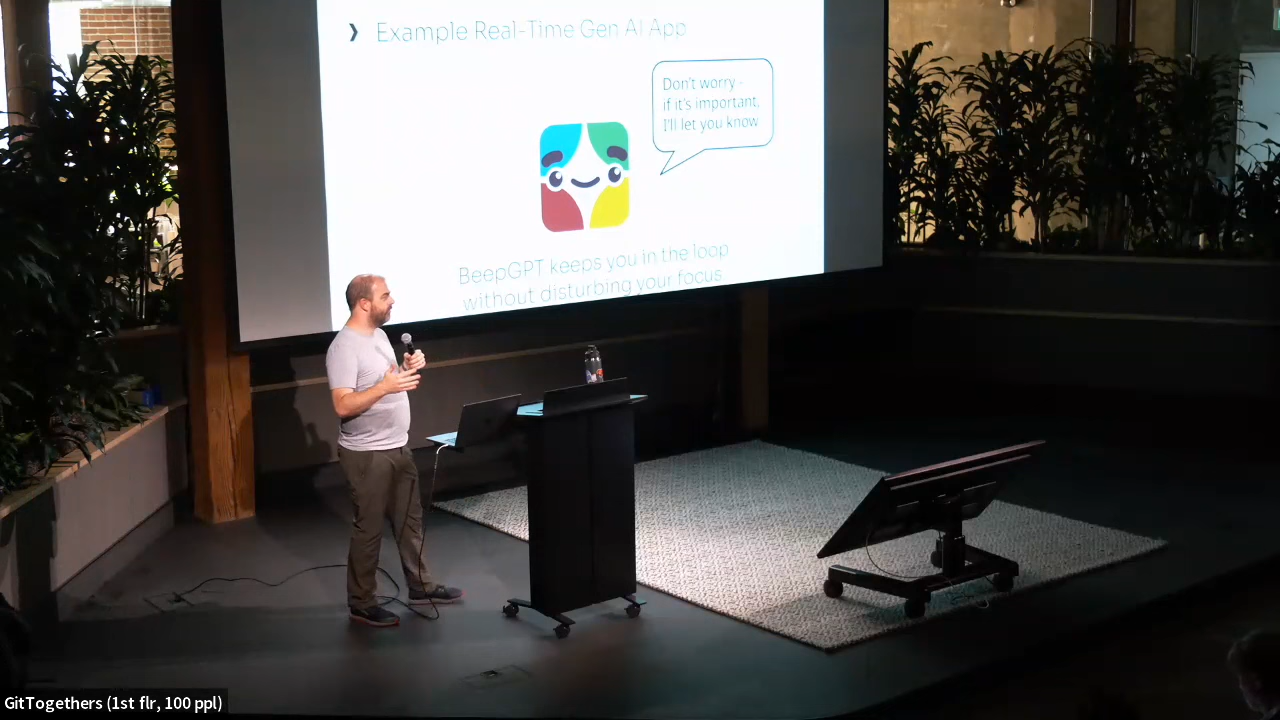 ❯ Example Real-Time Gen AI App
Don't worry -
if it's important,
I'll let you know
BeepGPT keeps you in the loop
without disturbing your focus.
GitTogethers (1st flr, 100 ppl)